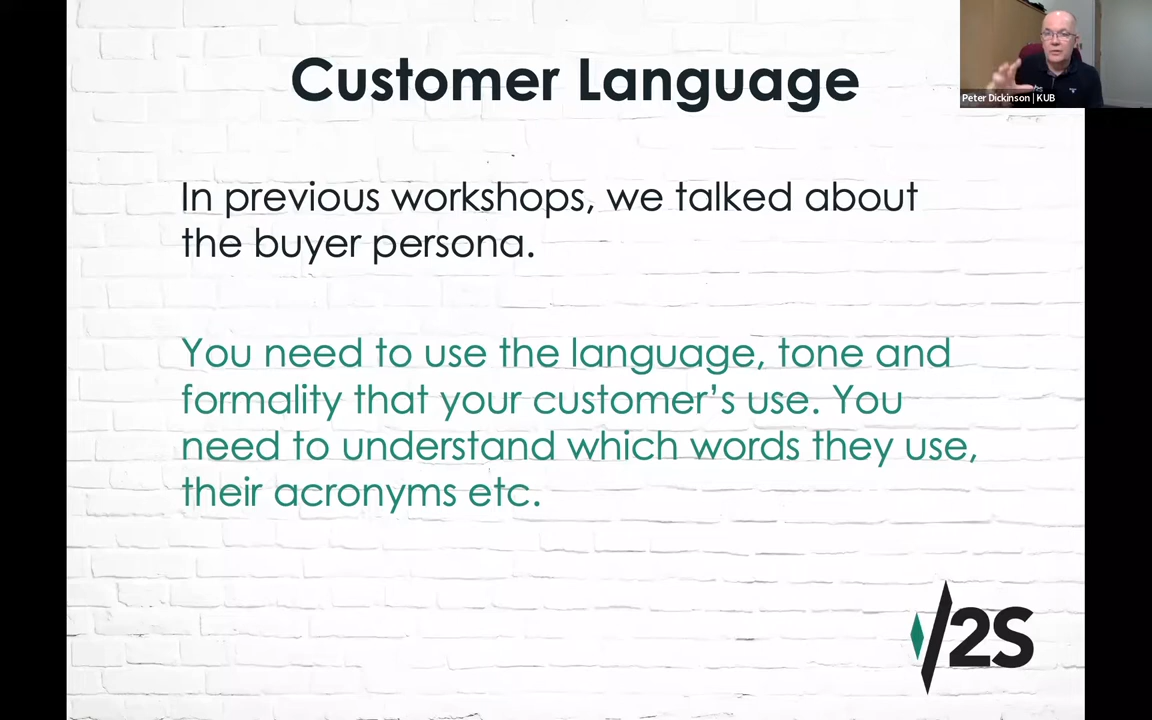 Customer Language
Peter Dickinson | KUB
In previous workshops, we talked about
the buyer persona.
You need to use the language, tone and
formality that your customer’s use. You
need to understand which words they use,
their acronyms etc.
/2S